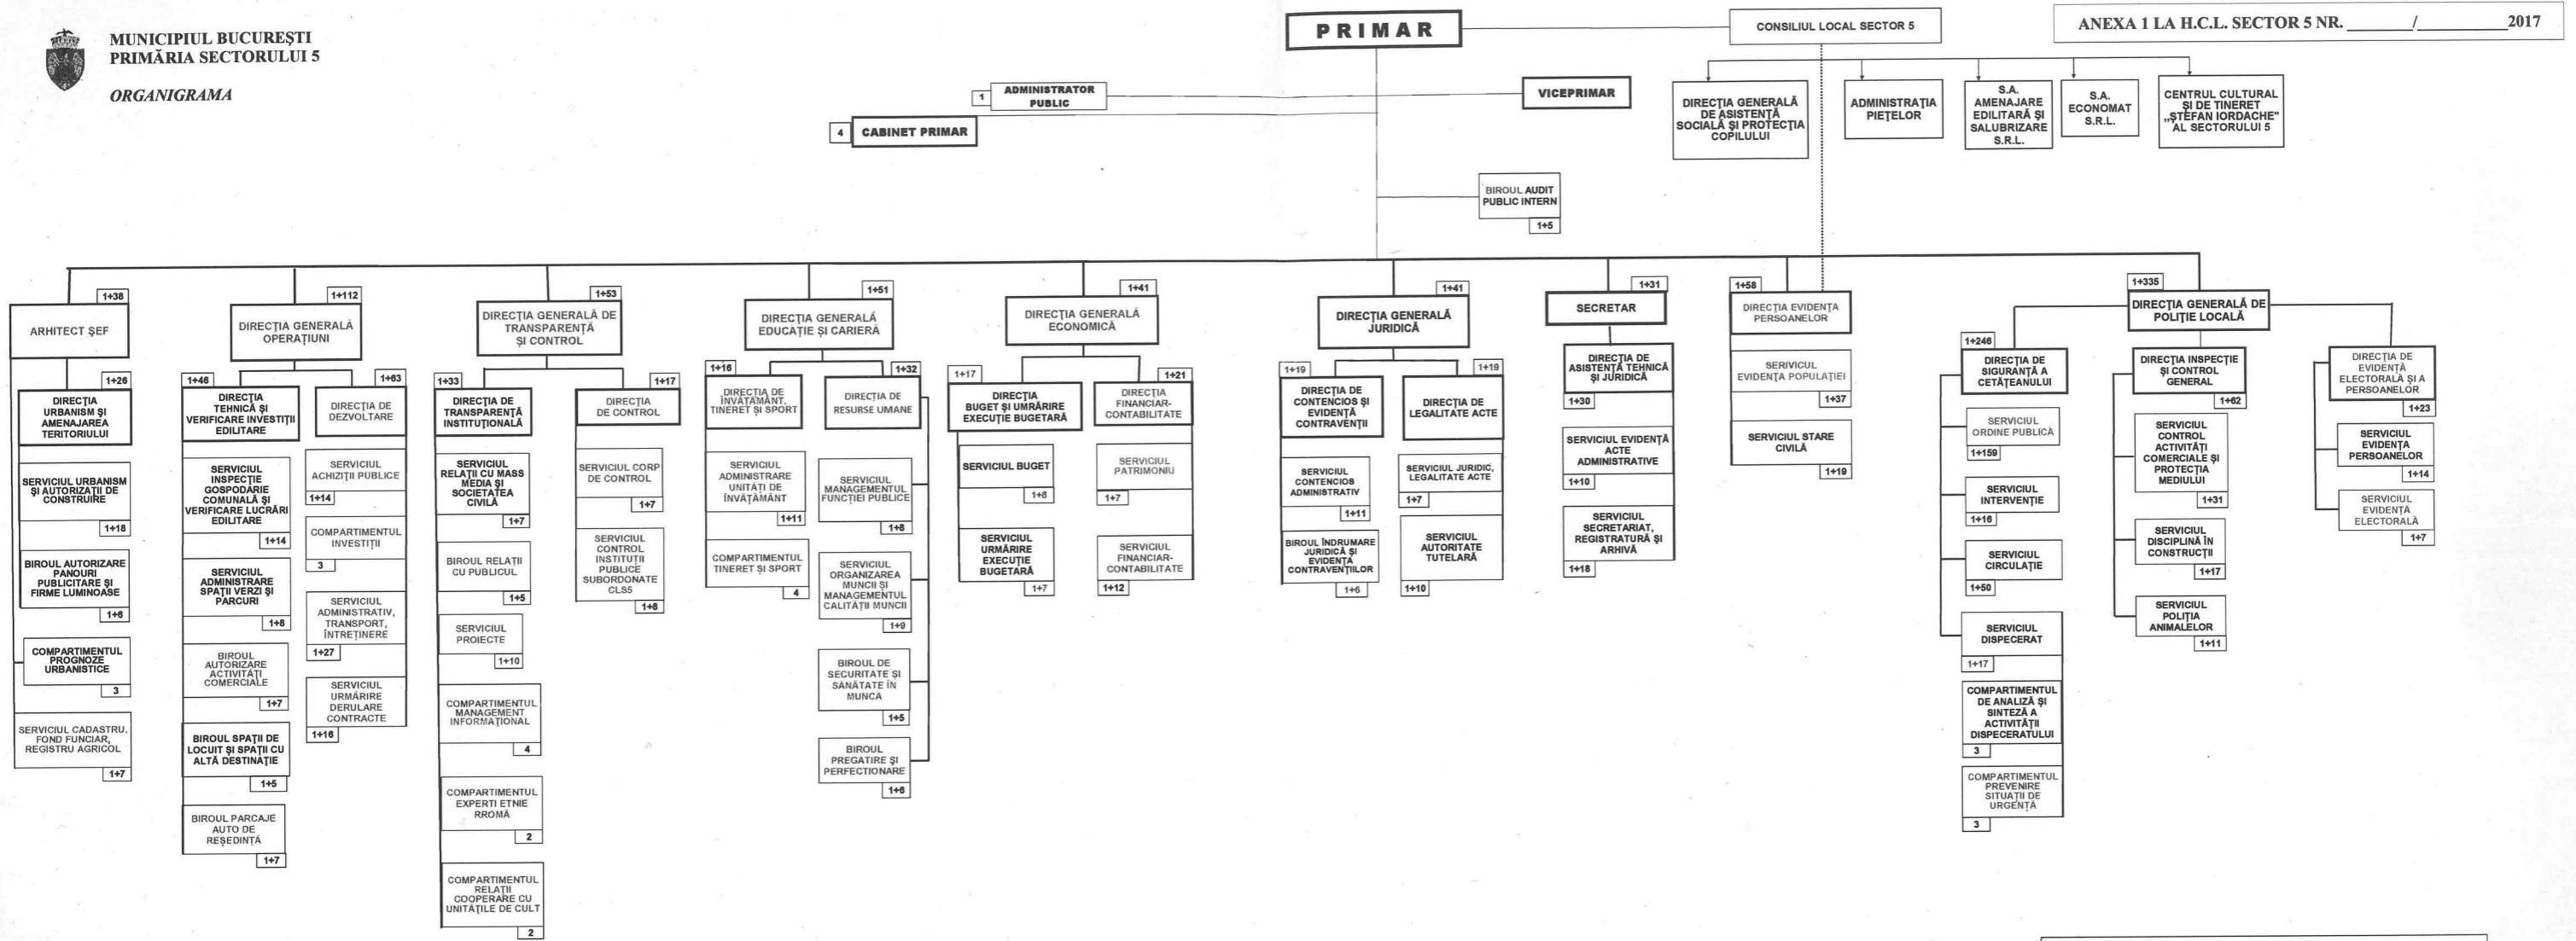 MUNICIPIUL BUCUREŞTI
PRIMĂRIA SECTORULUI 5
ORGANIGRAMA
PRIMAR
CONSILIUL LOCAL SECTOR 5
ANEXA 1 LA H.C.L. SECTOR 5 NR. _______/__________2017
1
ADMINISTRATOR
PUBLIC
VICEPRIMAR
4
CABINET PRIMAR
DIRECŢIA GENERALĂ
DE ASISTENŢĂ
SOCIALĂ ŞI PROTECŢIA
COPILULUI
ADMINISTRAŢIA
PIEŢELOR
S.A.
AMENAJARE
EDILITARĂ ŞI
SALUBRIZARE
S.R.L.
S.A.
ECONOMAT
S.R.L.
CENTRUL CULTURAL
ŞI DE TINERET
„ŞTEFAN IORDACHE"
AL SECTORULUI 5
BIROUL AUDIT
PUBLIC INTERN
1+5
1+38
ARHITECT ŞEF
1+26
DIRECŢIA
URBANISM ŞI
AMENAJAREA
TERITORIULUI
SERVICIUL URBANISM
ŞI AUTORIZAŢII DE
CONSTRUIRE
1+18
BIROUL AUTORIZARE
PANOURI
PUBLICITARE ŞI
FIRME LUMINOASE
1+6
COMPARTIMENTUL
PROGNOZE
URBANISTICE
3
SERVICIUL CADASTRU,
FOND FUNCIAR,
REGISTRU AGRICOL
1+7
1+112
DIRECŢIA GENERALĂ
OPERAŢIUNI
1+46
DIRECŢIA
TEHNICĂ ŞI
VERIFICARE INVESTIŢII
EDILITARE
SERVICIUL
INSPECŢIE
GOSPODĂRIE
COMUNALĂ ŞI
VERIFICARE LUCRĂRI
EDILITARE
1+14
SERVICIUL
ADMINISTRARE
SPAŢII VERZI ŞI
PARCURI
1+8
BIROUL
AUTORIZARE
ACTIVITĂŢI
COMERCIALE
1+7
BIROUL SPAŢII DE
LOCUIT ŞI SPAŢII CU
ALTĂ DESTINAŢIE
1+5
BIROUL PARCAJE
AUTO DE
REŞEDINŢĂ
1+7
1+63
DIRECŢIA DE
DEZVOLTARE
SERVICIUL
ACHIZIŢII PUBLICE
1+14
COMPARTIMENTUL
INVESTIŢII
3
SERVICIUL
ADMINISTRATIV,
TRANSPORT,
ÎNTREŢINERE
1+27
SERVICIUL
URMĂRIRE
DERULARE
CONTRACTE
1+16
1+53
DIRECŢIA GENERALĂ DE
TRANSPARENŢĂ
ŞI CONTROL
1+33
DIRECŢIA DE
TRANSPARENŢĂ
INSTITUŢIONALĂ
SERVICIUL
RELAŢII CU MASS
MEDIA ŞI
SOCIETATEA
CIVILĂ
1+7
BIROUL RELAŢII
CU PUBLICUL
1+5
SERVICIUL
PROIECTE
1+10
COMPARTIMENTUL
MANAGEMENT
INFORMAŢIONAL
4
COMPARTIMENTUL
EXPERTI ETNIE
RROMĂ
2
COMPARTIMENTUL
RELAŢII
COOPERARE CU
UNITĂŢILE DE CULT
2
1+17
DIRECŢIA
DE CONTROL
SERVICIUL CORP
DE CONTROL
1+7
SERVICIUL
CONTROL
INSTITUŢII
PUBLICE
SUBORDONATE
CLS5
1+8
1+51
DIRECŢIA GENERALĂ
EDUCAŢIE ŞI CARIERĂ
1+16
DIRECŢIA DE
ÎNVĂŢĂMÂNT,
TINERET ŞI SPORT
SERVICIUL
ADMINISTRARE
UNITĂŢI DE
ÎNVĂŢĂMÂNT
1+11
COMPARTIMENTUL
TINERET ŞI SPORT
4
1+32
DIRECŢIA DE
RESURSE UMANE
SERVICIUL
MANAGEMENTUL
FUNCŢIEI PUBLICE
1+8
SERVICIUL
ORGANIZAREA
MUNCII ŞI
MANAGEMENTUL
CALITĂŢII MUNCII
1+9
BIROUL DE
SECURITATE ŞI
SĂNĂTATE ÎN
MUNCĂ
1+5
BIROUL
PREGATIRE ŞI
PERFECTIONARE
1+6
1+41
DIRECŢIA GENERALĂ
ECONOMICĂ
1+17
DIRECŢIA
BUGET ŞI UMRĂRIRE
EXECUŢIE BUGETARĂ
SERVICIUL BUGET
1+8
SERVICIUL
URMĂRIRE
EXECUŢIE
BUGETARĂ
1+7
1+21
DIRECŢIA
FINANCIAR-
CONTABILITATE
SERVICIUL
PATRIMONIU
1+7
SERVICIUL
FINANCIAR-
CONTABILITATE
1+12
1+41
DIRECŢIA GENERALĂ
JURIDICĂ
1+19
DIRECŢIA DE
CONTENCIOS ŞI
EVIDENŢĂ
CONTRAVENŢII
SERVICIUL
CONTENCIOS
ADMINISTRATIV
1+11
BIROUL ÎNDRUMARE
JURIDICĂ ŞI
EVIDENŢA
CONTRAVENŢIILOR
1+6
1+19
DIRECŢIA DE
LEGALITATE ACTE
SERVICIUL JURIDIC,
LEGALITATE ACTE
1+7
SERVICIUL
AUTORITATE
TUTELARĂ
1+10
1+31
SECRETAR
DIRECŢIA DE
ASISTENŢĂ TEHNICĂ
ŞI JURIDICĂ
1+30
SERVICIUL EVIDENŢĂ
ACTE
ADMINISTRATIVE
1+10
SERVICIUL
SECRETARIAT,
REGISTRATURĂ ŞI
ARHIVĂ
1+18
1+58
DIRECŢIA EVIDENŢA
PERSOANELOR
SERIVICUL
EVIDENŢA POPULAŢIEI
1+37
SERVICIUL STARE
CIVILĂ
1+19
1+335
DIRECŢIA GENERALĂ DE
POLIŢIE LOCALĂ
1+246
DIRECŢIA DE
SIGURANŢĂ A
CETĂŢEANULUI
SERVICIUL
ORDINE PUBLICĂ
1+159
SERVICIUL
INTERVENŢIE
1+16
SERVICIUL
CIRCULAŢIE
1+50
SERVICIUL
DISPECERAT
1+17
COMPARTIMENTUL
DE ANALIZĂ ŞI
SINTEZĂ A
ACTIVITĂŢII
DISPECERATULUI
3
COMPARTIMENTUL
PREVENIRE
SITUAŢII DE
URGENŢĂ
3
DIRECŢIA INSPECŢIE
ŞI CONTROL
GENERAL
1+62
SERVICIUL
CONTROL
ACTIVITĂŢI
COMERCIALE ŞI
PROTECŢIA
MEDIULUI
1+31
SERVICIUL
DISCIPLINĂ ÎN
CONSTRUCŢII
1+17
SERVICIUL
POLIŢIA
ANIMALELOR
1+11
DIRECŢIA DE
EVIDENŢĂ
ELECTORALĂ ŞI A
PERSOANELOR
1+23
SERVICIUL
EVIDENŢA
PERSOANELOR
1+14
SERVICIUL
EVIDENŢĂ
ELECTORALĂ
1+7